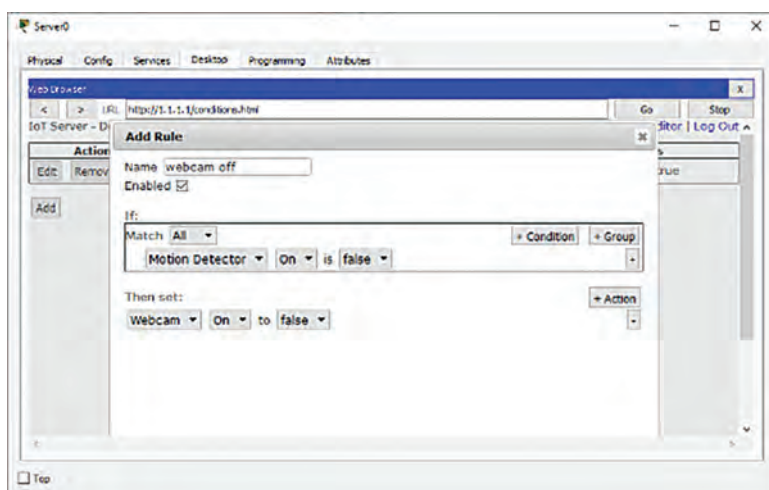 Server0
Physical Config Services Desktop Programming Attributes
Web Browser X
< > URL http://1.1.1.1/conditions.html Go Stop
IoT Server - D ditor | Log Out
Add Rule
Action s
Edit Remov true
Name webcam off
Enabled
Add
If:
Match All + Condition + Group
Motion Detector On is false -
Then set: + Action
Webcam On to false -
Top